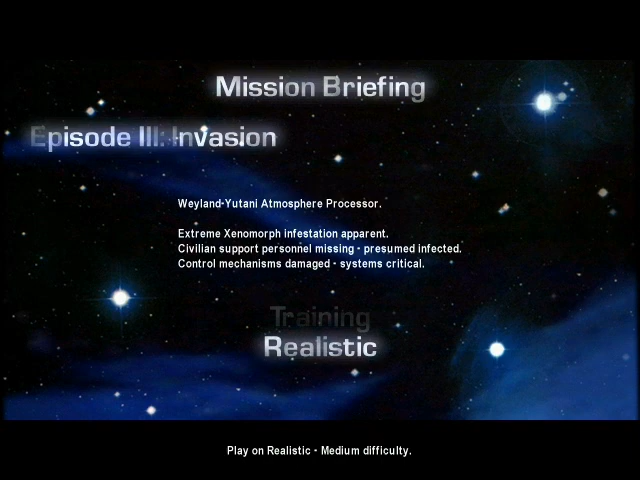 Mission Briefing
Episode III: Invasion
Weyland-Yutani Atmosphere Processor.
Extreme Xenomorph infestation apparent.
Civilian support personnel missing - presumed infected.
Control mechanisms damaged - systems critical.
Training
Realistic
Play on Realistic - Medium difficulty.